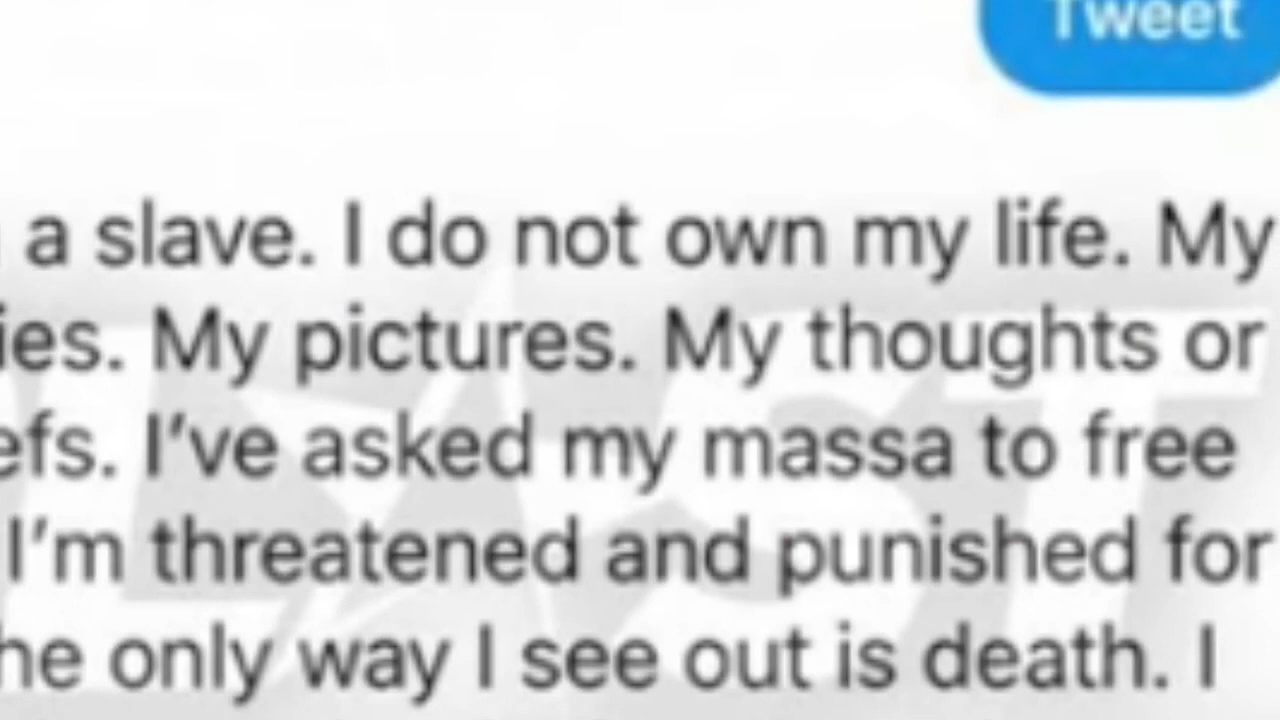 Tweet
a slave. I do not own my life. My
ies. My pictures. My thoughts or
efs. I've asked my massa to free
I'm threatened and punished for
he only way I see out is death. I